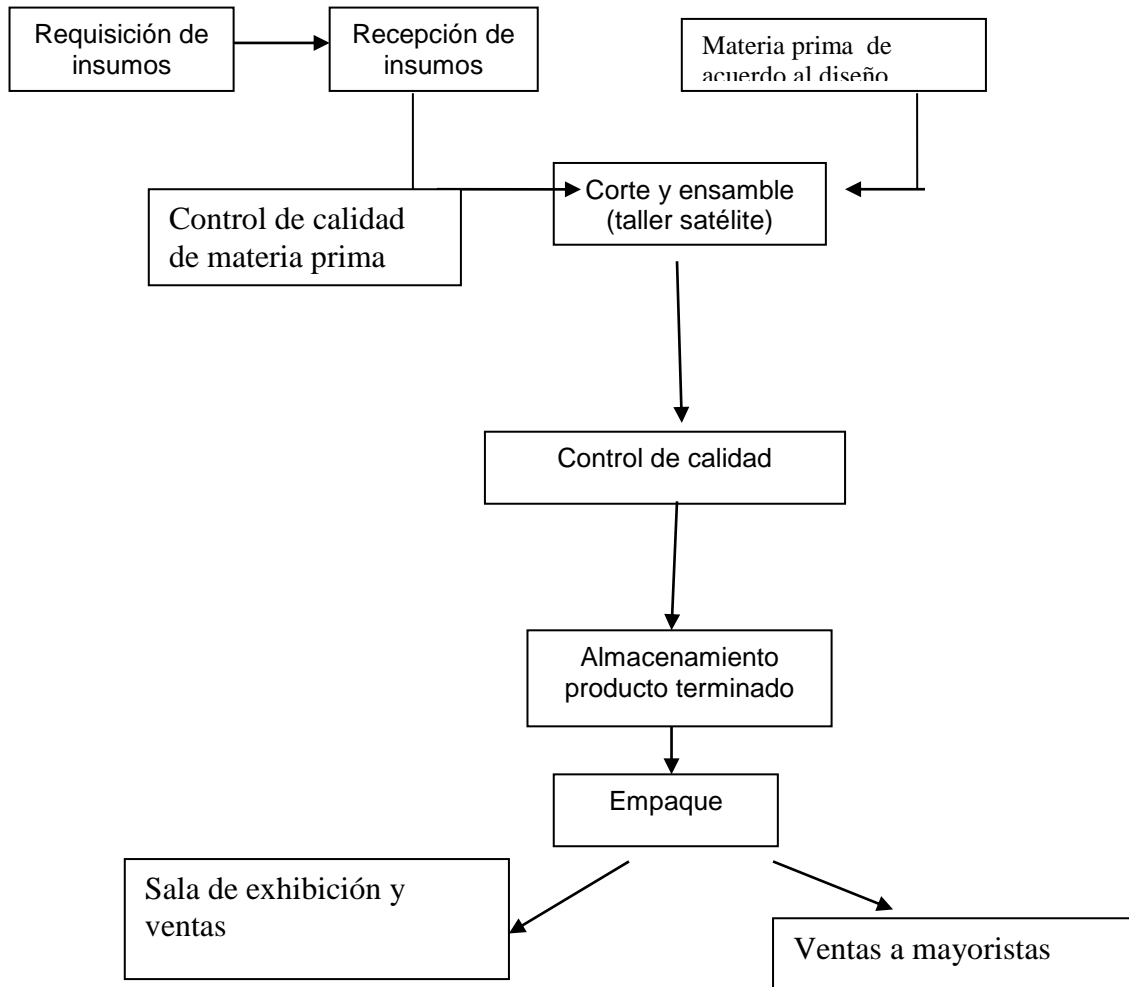 Requisición de
insumos
Recepción de
insumos
Materia prima de
acuerdo al diseño
Control de calidad
de materia prima
Corte y ensamble
(taller satélite)
Control de calidad
Almacenamiento
producto terminado
Empaque
Sala de exhibición y
ventas
Ventas a mayoristas